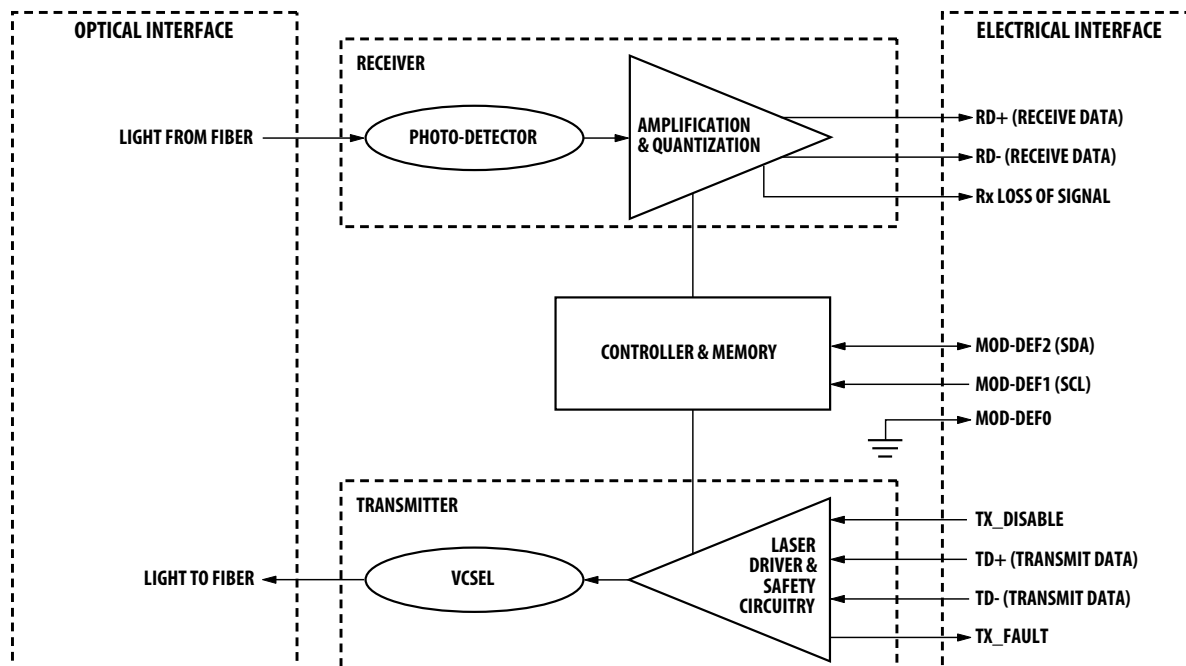 OPTICAL INTERFACE
ELECTRICAL INTERFACE
RECEIVER
LIGHT FROM FIBER
PHOTO-DETECTOR
AMPLIFICATION
& QUANTIZATION
RD+ (RECEIVE DATA)
RD- (RECEIVE DATA)
Rx LOSS OF SIGNAL
CONTROLLER & MEMORY
MOD-DEF2 (SDA)
MOD-DEF1 (SCL)
MOD-DEF0
TRANSMITTER
LIGHT TO FIBER
VCSEL
LASER
DRIVER &
SAFETY
CIRCUITRY
TX_DISABLE
TD+ (TRANSMIT DATA)
TD- (TRANSMIT DATA)
TX_FAULT